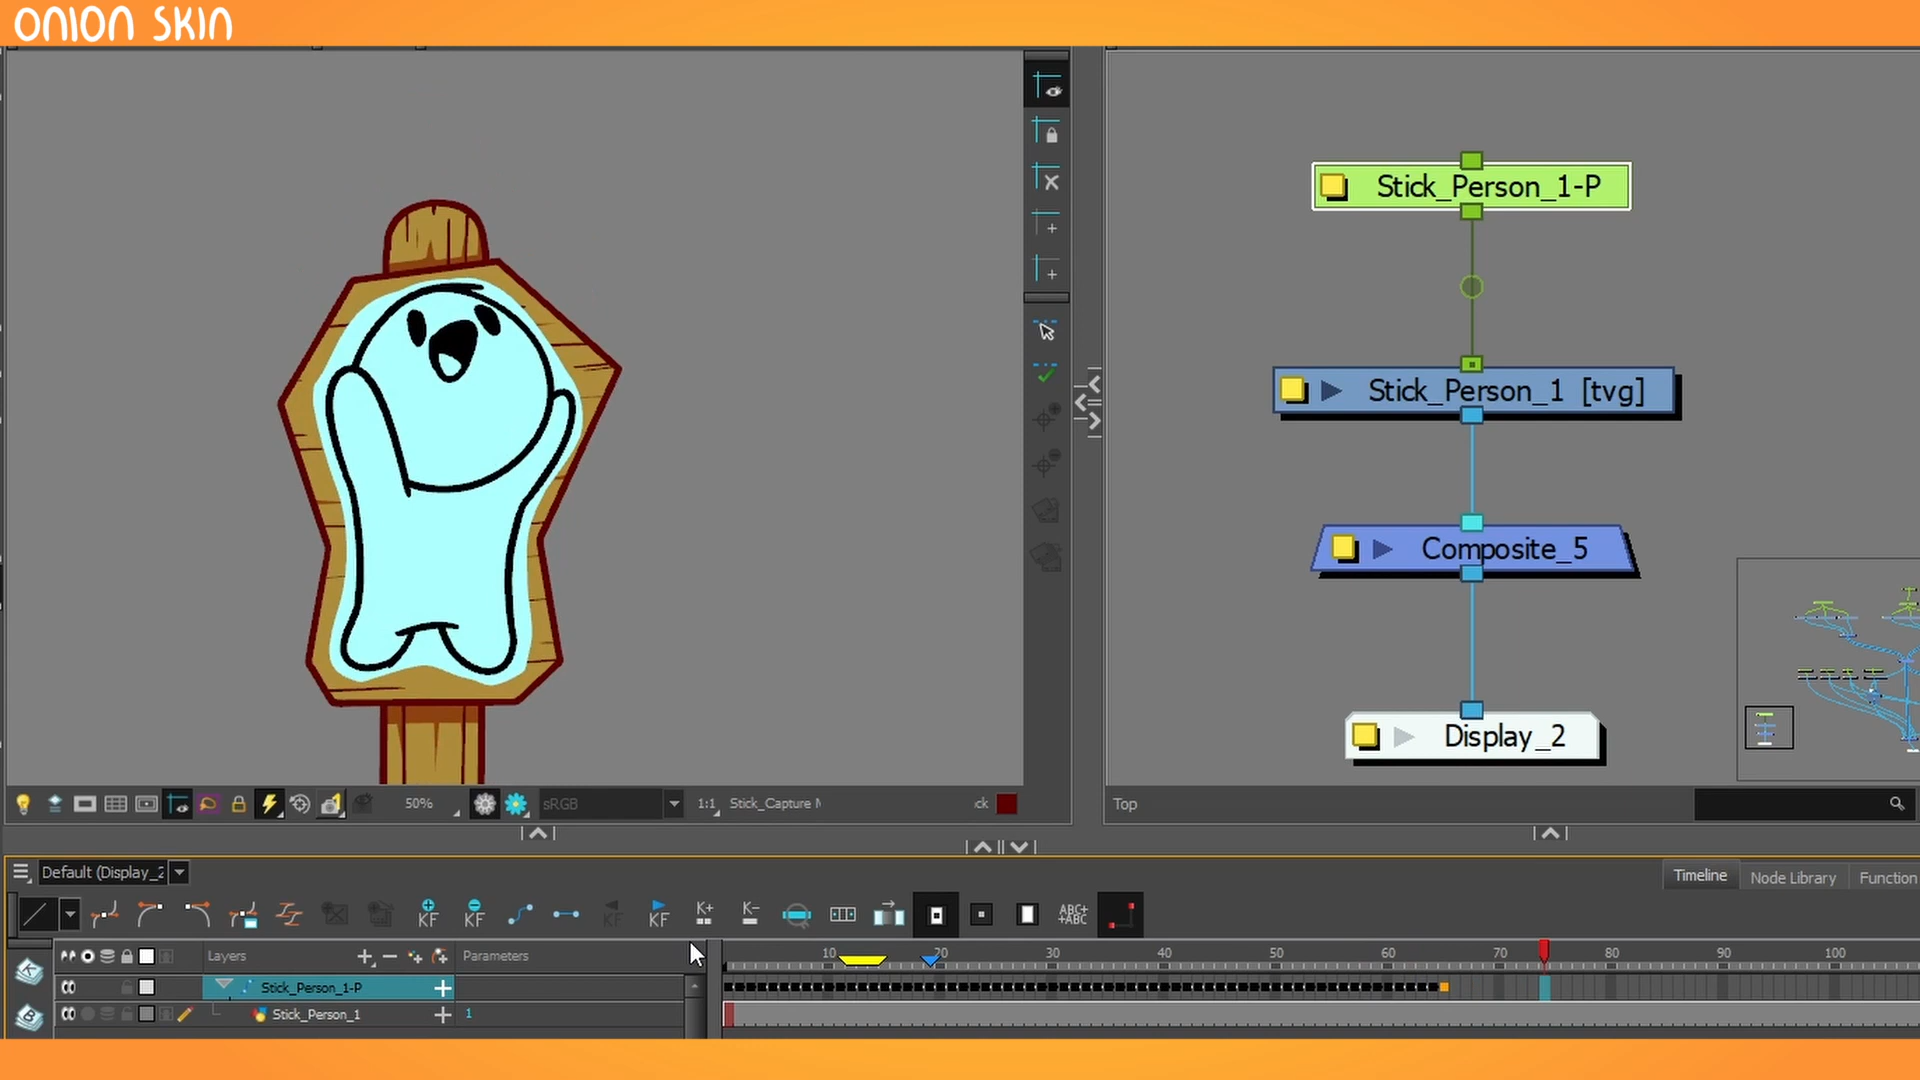 ONION SKIN
Stick_Person_1-P
Stick_Person_1 [tvg]
Composite_5
Display_2
50%
sRGB
1:1
Stick_Capture
ck
Top
Default (Display_2
Timeline
Node Library
Function
KF
KF
KF
KF
K+
K-
ABC+
+ABC
Layers
Parameters
10 20 30 40 50 60 70 80 90 100
Stick_Person_1-P
Stick_Person_1
1